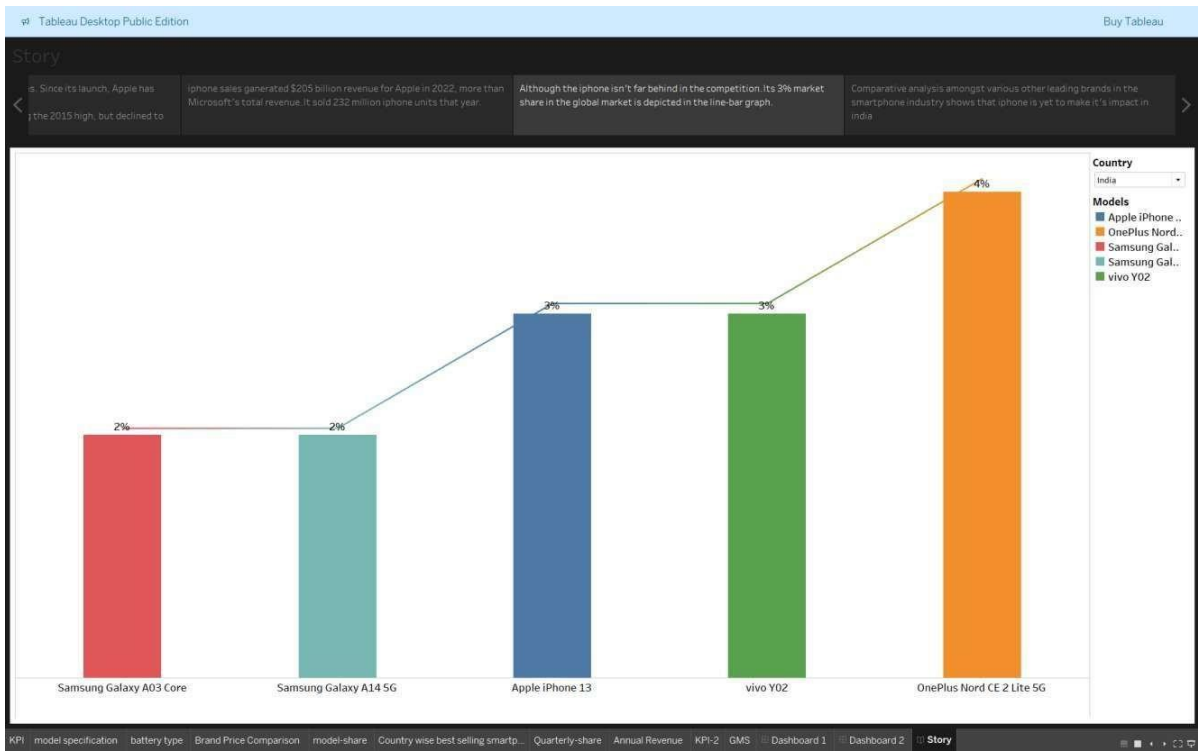 Tableau Desktop Public Edition
Buy Tableau
Story
s. Since its launch, Apple has
g the 2015 high, but declined to
iphone sales ganerated $205 billion revenue for Apple in 2022, more than
Microsoft's total revenue. it sold 232 million iphone units that year.
Although the iphone isn't far behind in the competition. Its 3% market
share in the global market is depicted in the line-bar graph.
Comparative analysis amongst various other leading brands in the
smartphone industry shows that iphone is yet to make it's impact in
india
Country
India
Models
Apple iPhone ..
OnePlus Nord..
Samsung Gal..
Samsung Gal..
vivo Y02
2%
2%
3%
3%
4%
Samsung Galaxy A03 Core
Samsung Galaxy A14 5G
Apple iPhone 13
vivo Y02
OnePlus Nord CE 2 Lite 5G
KPI model specification battery type Brand Price Comparison model-share Country wise best selling smartp... Quarterly-share Annual Revenue KPI-2 GMS Dashboard 1 Dashboard 2 Story